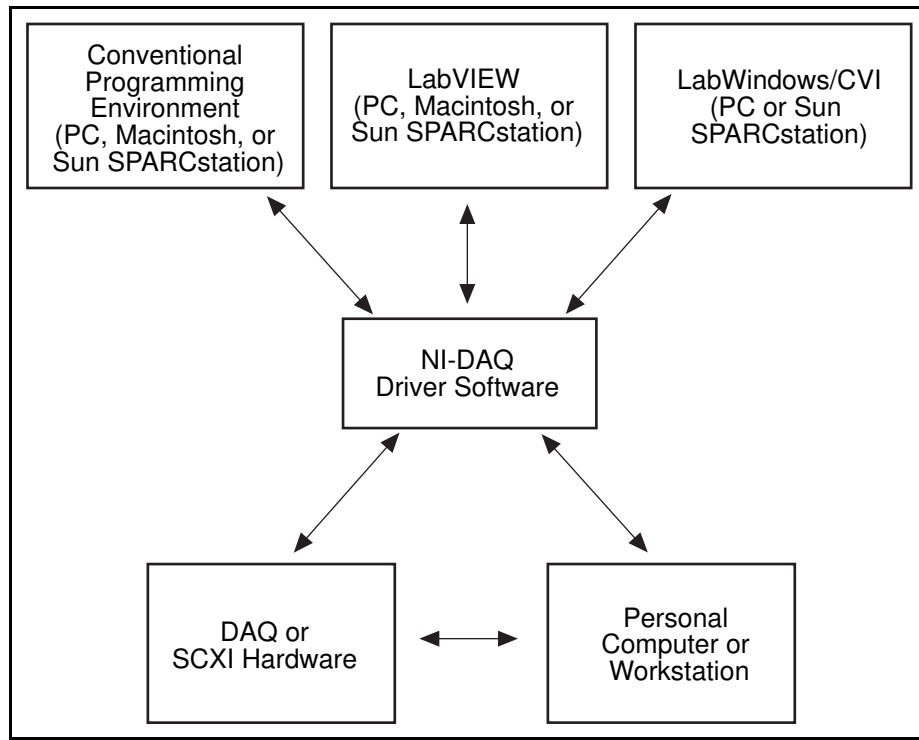 Conventional
Programming
Environment
(PC, Macintosh, or
Sun SPARCstation)
LabVIEW
(PC, Macintosh, or
Sun SPARCstation)
LabWindows/CVI
(PC or Sun
SPARCstation)
NI-DAQ
Driver Software
DAQ or
SCXI Hardware
Personal
Computer or
Workstation